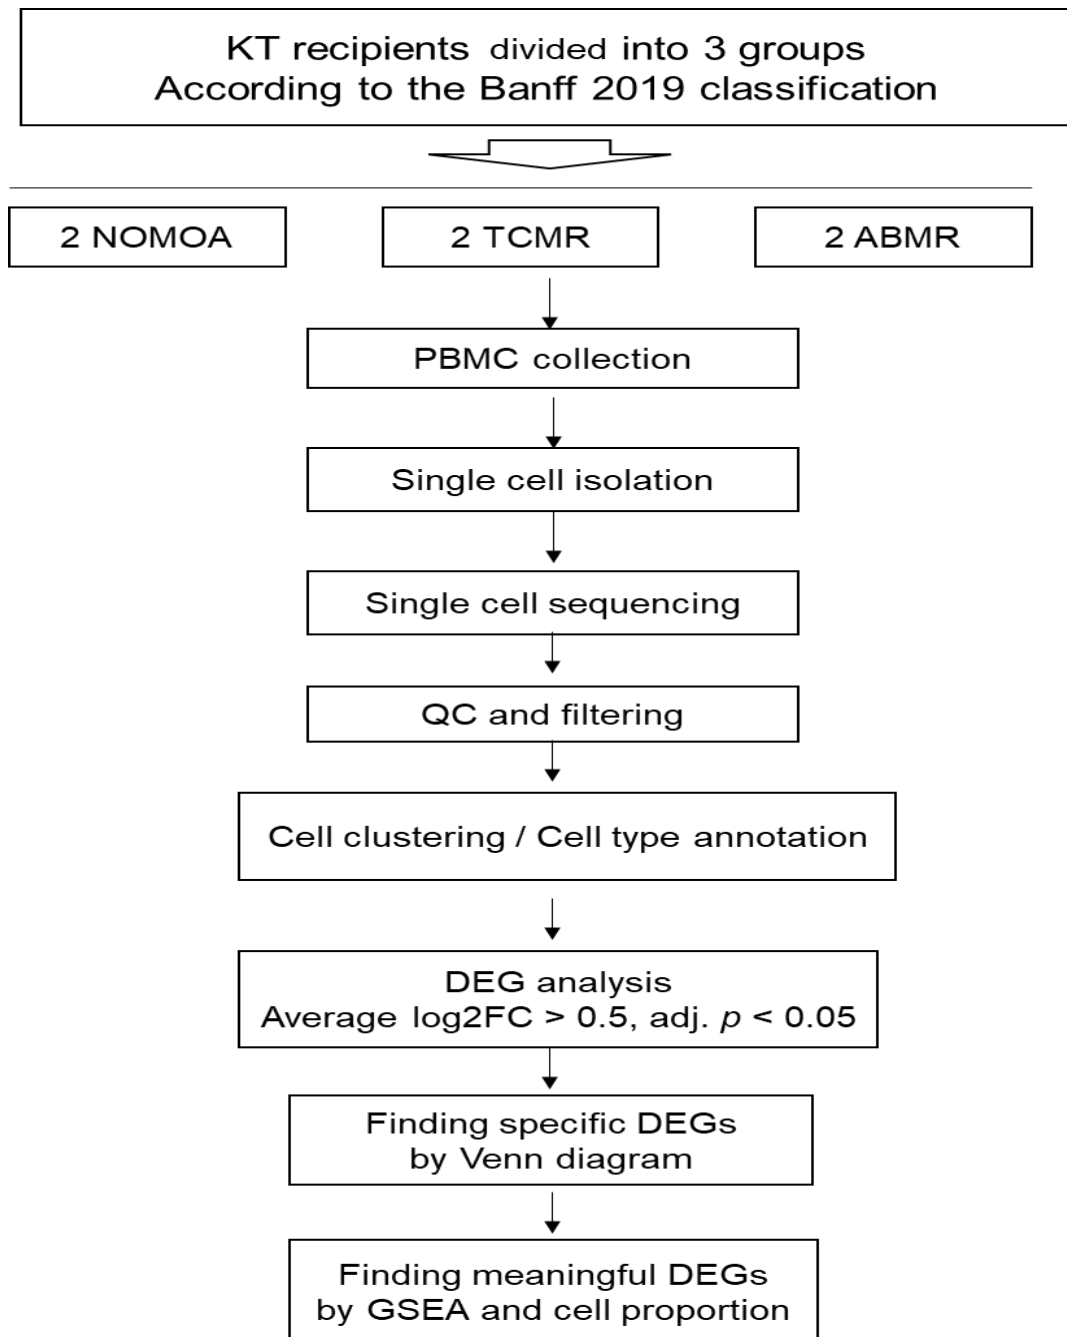 KT recipients divided into 3 groups
According to the Banff 2019 classification
2 NOMOA
2 TCMR
2 ABMR
PBMC collection
Single cell isolation
Single cell sequencing
QC and filtering
Cell clustering / Cell type annotation
DEG analysis
Average log2FC > 0.5, adj. p < 0.05
Finding specific DEGs
by Venn diagram
Finding meaningful DEGs
by GSEA and cell proportion